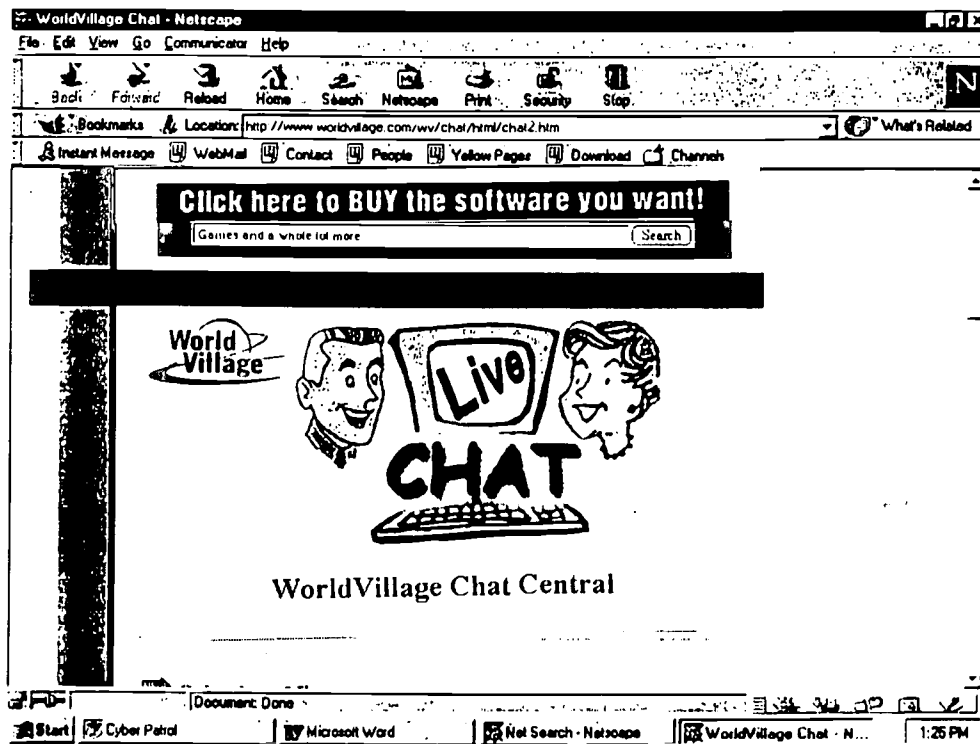 WorldVillage Chat - Netscape
File Edit View Go Communicator Help
Back Forward Reload Home Search Netscape Print Security Stop N
Bookmarks Location: http://www.worldvillage.com/wv/chat/html/chat2.htm What's Related
Instant Message WebMail Contact People Yellow Pages Download Channels
Click here to BUY the software you want!
Games and a whole lot more Search
World
Village
Live
CHAT
WorldVillage Chat Central
Document: Done
Start Cyber Patrol Microsoft Word Net Search - Netscape WorldVillage Chat - N... 1:25 PM